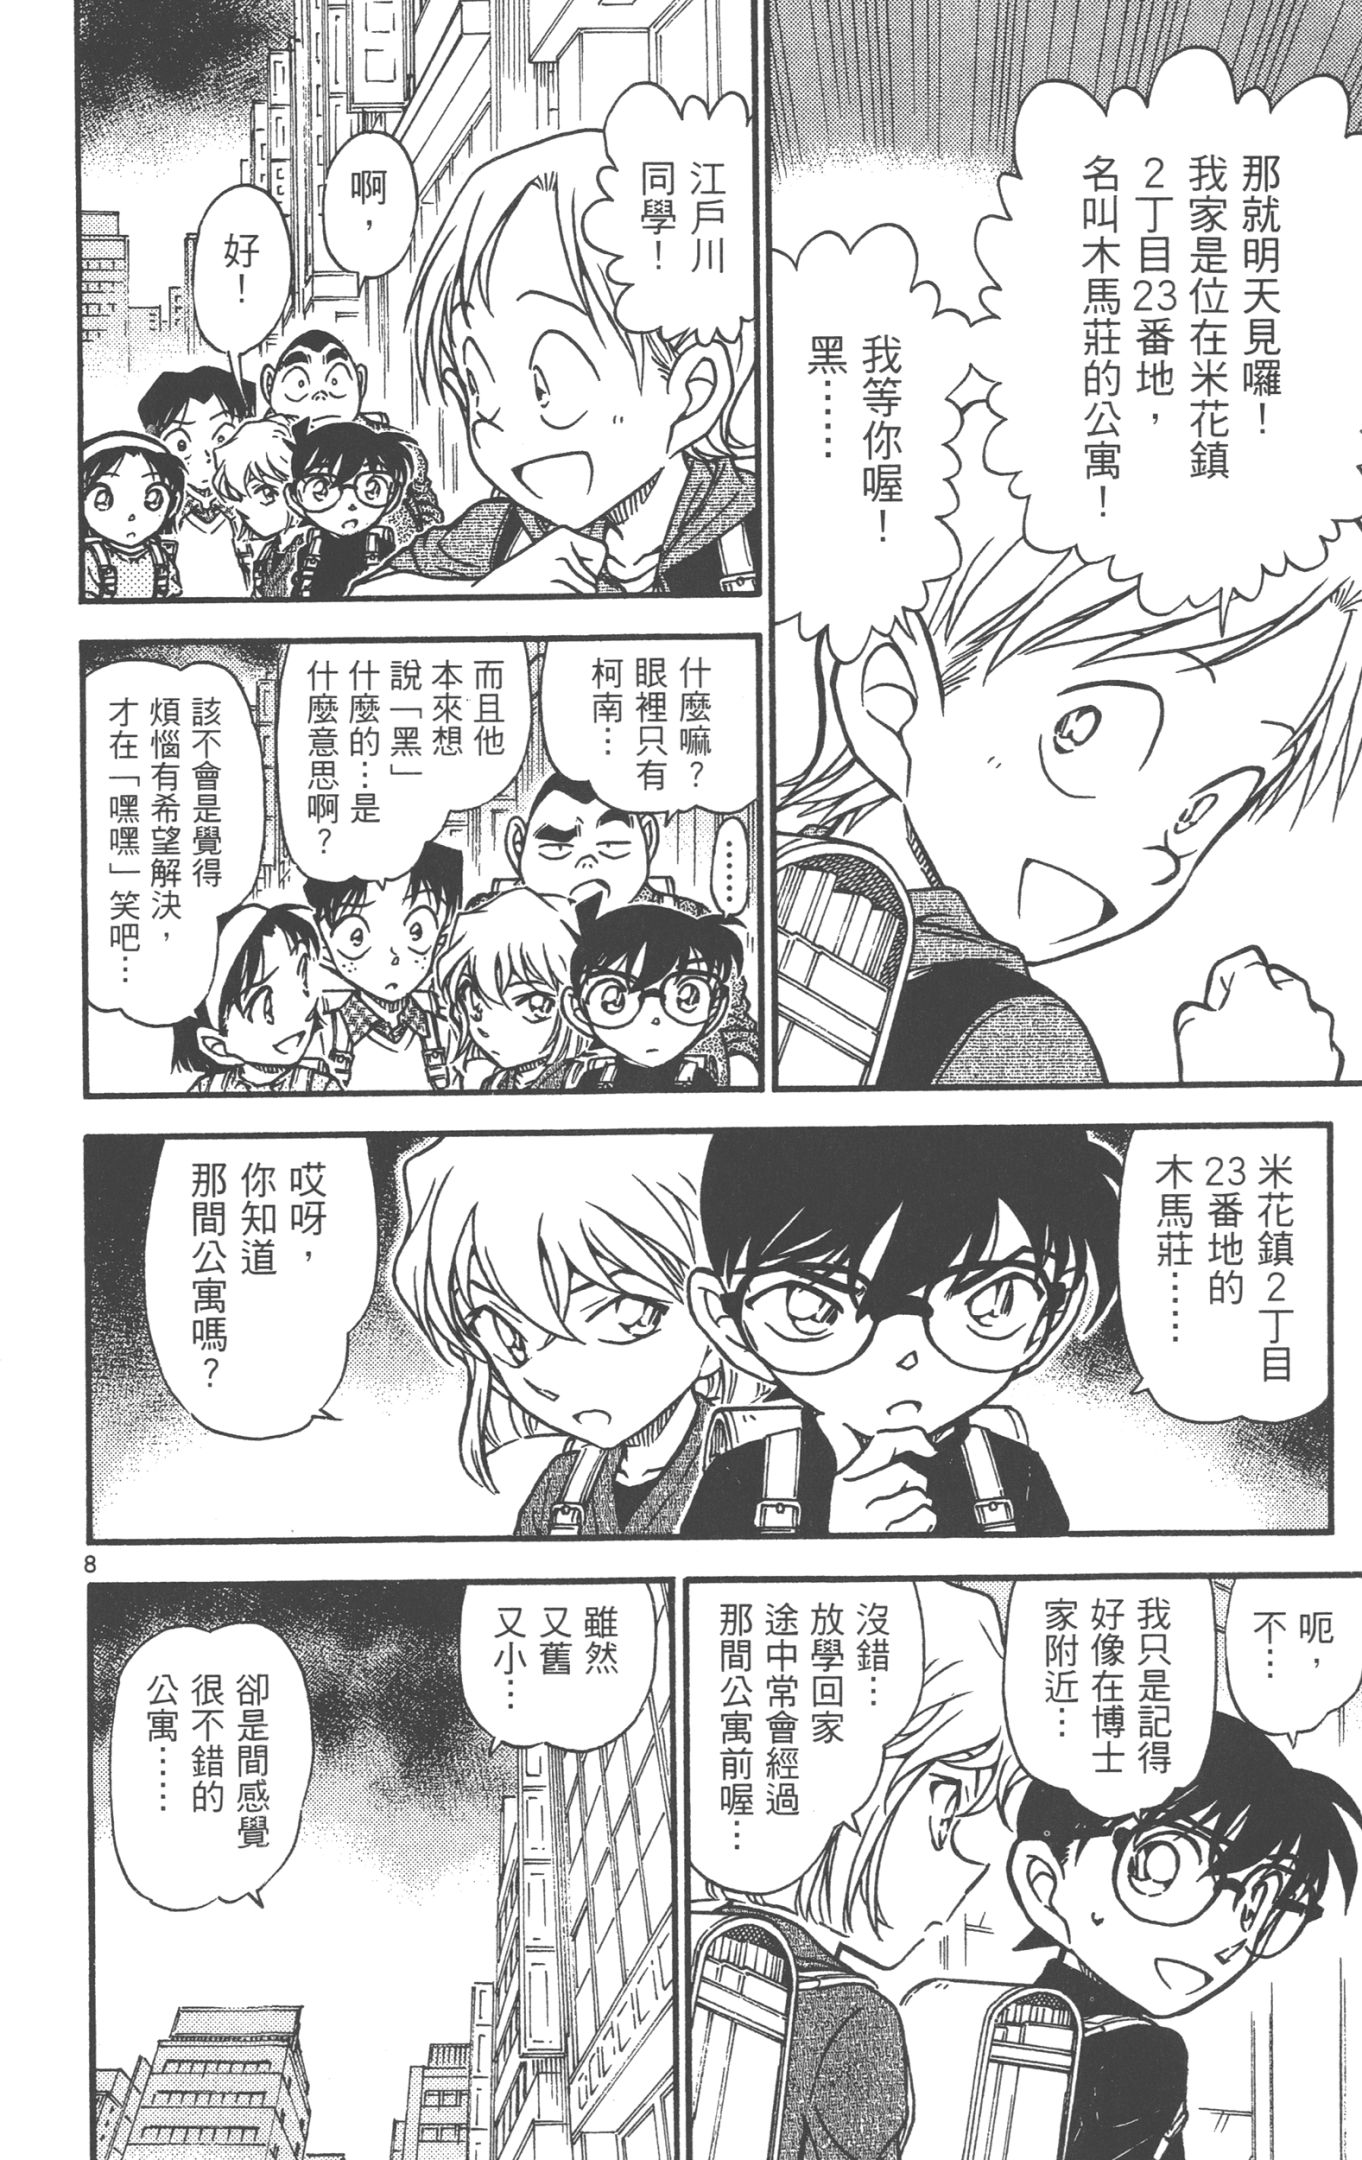 那就明天見囉！
我家是位在米花鎮
2丁目23番地，
名叫木馬莊的公寓！
我等你喔！
黑……
江戶川
同學！
啊，
好！
什麼嘛？
眼裡只有
柯南…
……
而且他
本來想
說「黑」
什麼的…是
什麼意思啊？
該不會是覺得
煩惱有希望解決，
才在「嘿嘿」笑吧…
米花鎮2丁目
23番地的
木馬莊……
哎呀，
你知道
那間公寓嗎？
呃，
不…
我只是記得
好像在博士
家附近…
沒錯…
放學回家
途中常會經過
那間公寓前喔…
雖然
又舊
又小…
卻是間感覺
很不錯的
公寓……
8